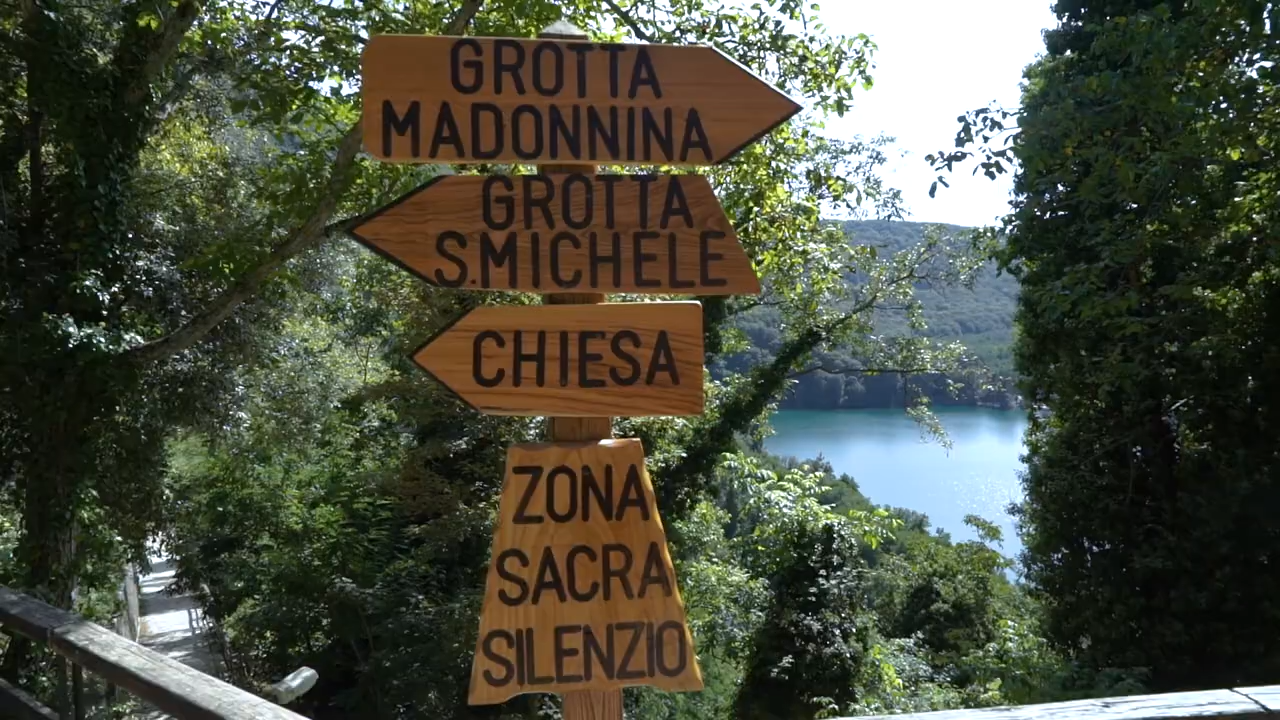 GROTTA
MADONNINA
GROTTA
S.MICHELE
CHIESA
ZONA
SACRA
SILENZIO